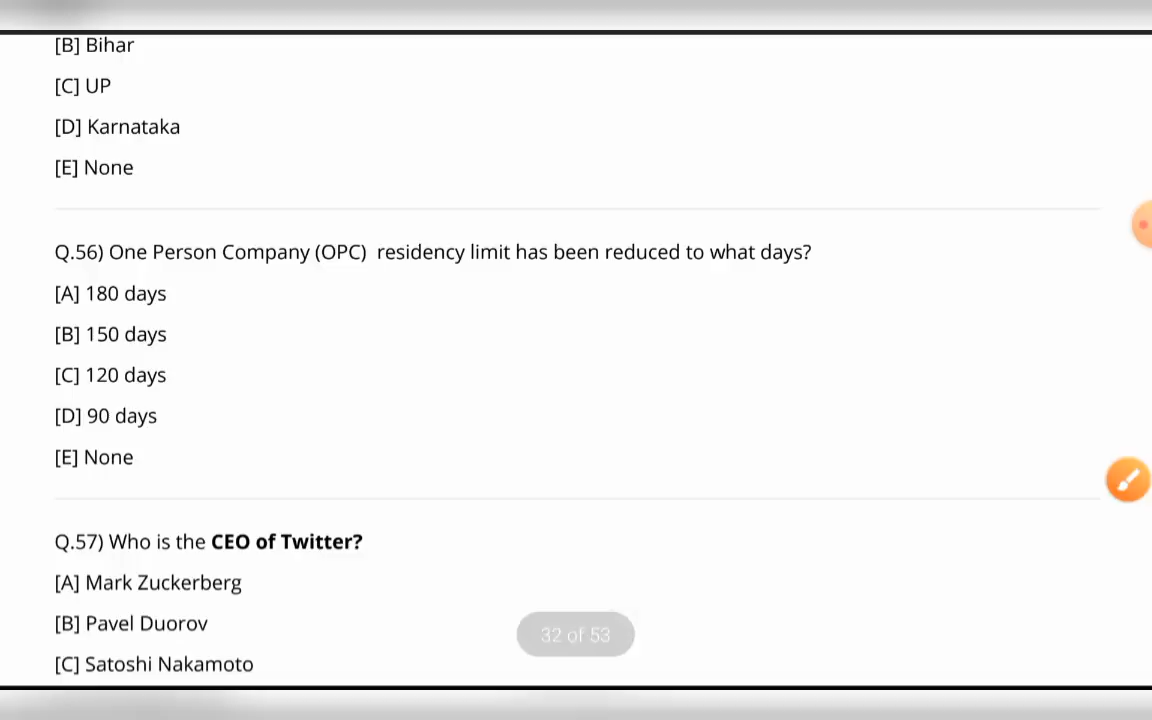 [B] Bihar
[C] UP
[D] Karnataka
[E] None
Q.56) One Person Company (OPC)  residency limit has been reduced to what days?
[A] 180 days
[B] 150 days
[C] 120 days
[D] 90 days
[E] None
Q.57) Who is the CEO of Twitter?
[A] Mark Zuckerberg
[B] Pavel Duorov
[C] Satoshi Nakamoto
32 of 53